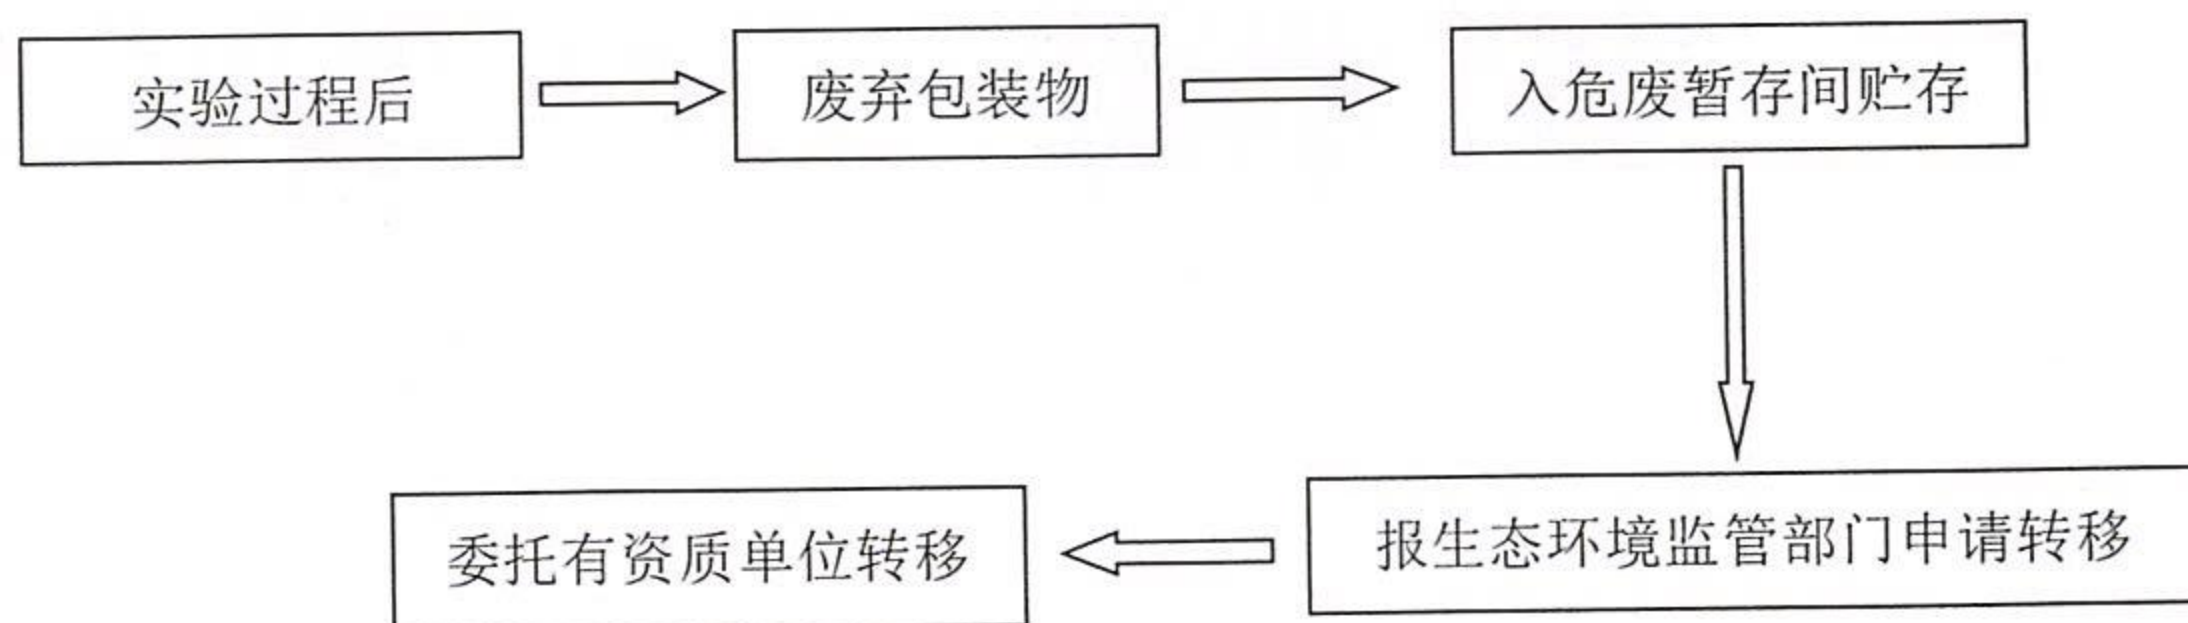 实验过程后
废弃包装物
入危废暂存间贮存
报生态环境监管部门申请转移
委托有资质单位转移